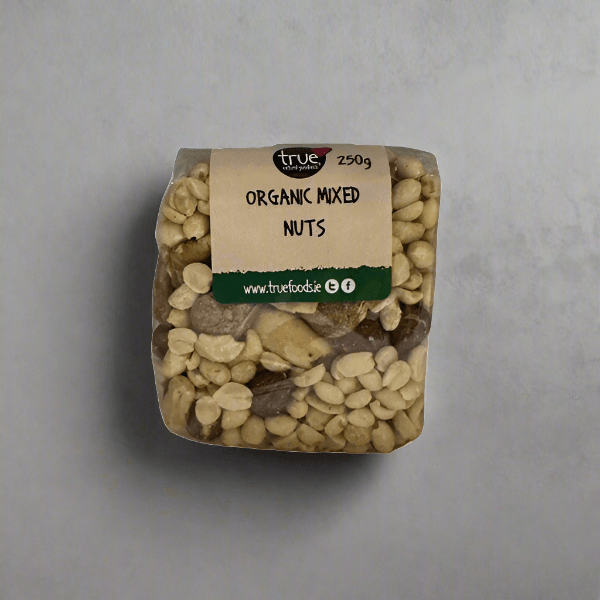 true
250g
ORGANIC MIXED
NUTS
www.truefoods.ie